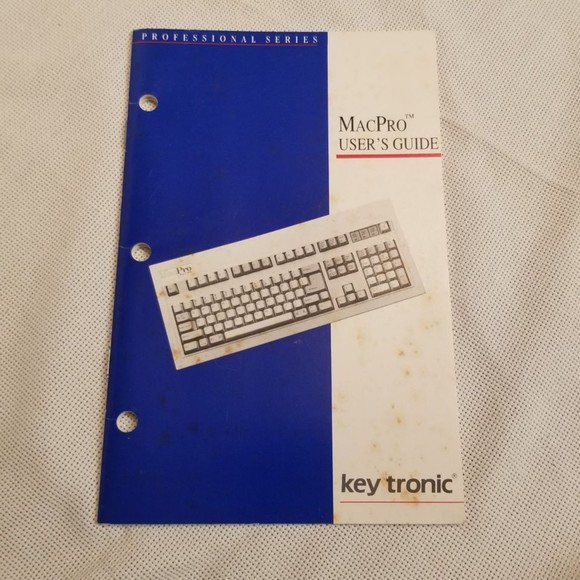 PROFESSIONAL SERIES
MACPRO™
USER'S GUIDE
Pro
key tronic®